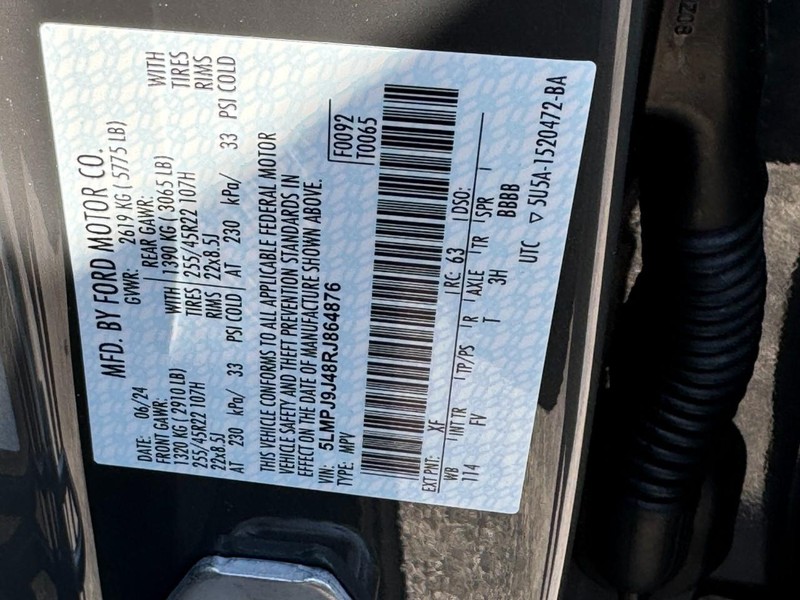 MFD. BY FORD MOTOR CO.
DATE: 06/24 GVWR: 2619 KG ( 5775 LB)
FRONT GAWR: REAR GAWR: WITH
1320 KG ( 2910 LB) WITH 1390 KG ( 3065 LB) TIRES
255/45R22 107H TIRES 255/45R22 107H RIMS
22x8.5J RIMS 22x8.5J
AT 230 kPa/ 33 PSI COLD AT 230 kPa/ 33 PSI COLD
THIS VEHICLE CONFORMS TO ALL APPLICABLE FEDERAL MOTOR
VEHICLE SAFETY AND THEFT PREVENTION STANDARDS IN
EFFECT ON THE DATE OF MANUFACTURE SHOWN ABOVE.
VIN: 5LMPJ9J48RJ864876 F0092
TYPE: MPV T0065
EXT PNT: XF RC: 63 DSO:
WB INT TR TP/PS R AXLE TR SPR
114 FV T 3H BBBB
UTC ▽ 5U5A-1520472-BA